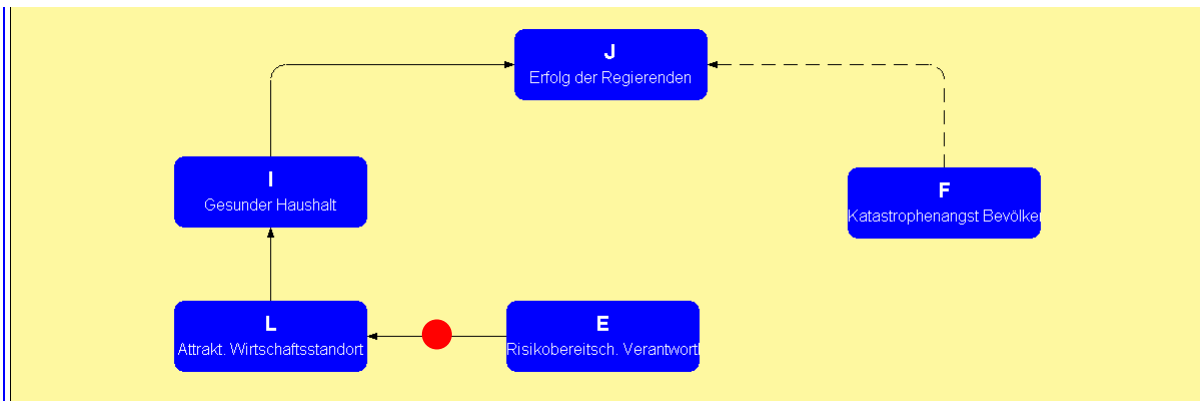 J
Erfolg der Regierenden
I
Gesunder Haushalt
F
Katastrophenangst Bevölker
L
Attrakt. Wirtschaftsstandort
E
Risikobereitsch. Verantwortl